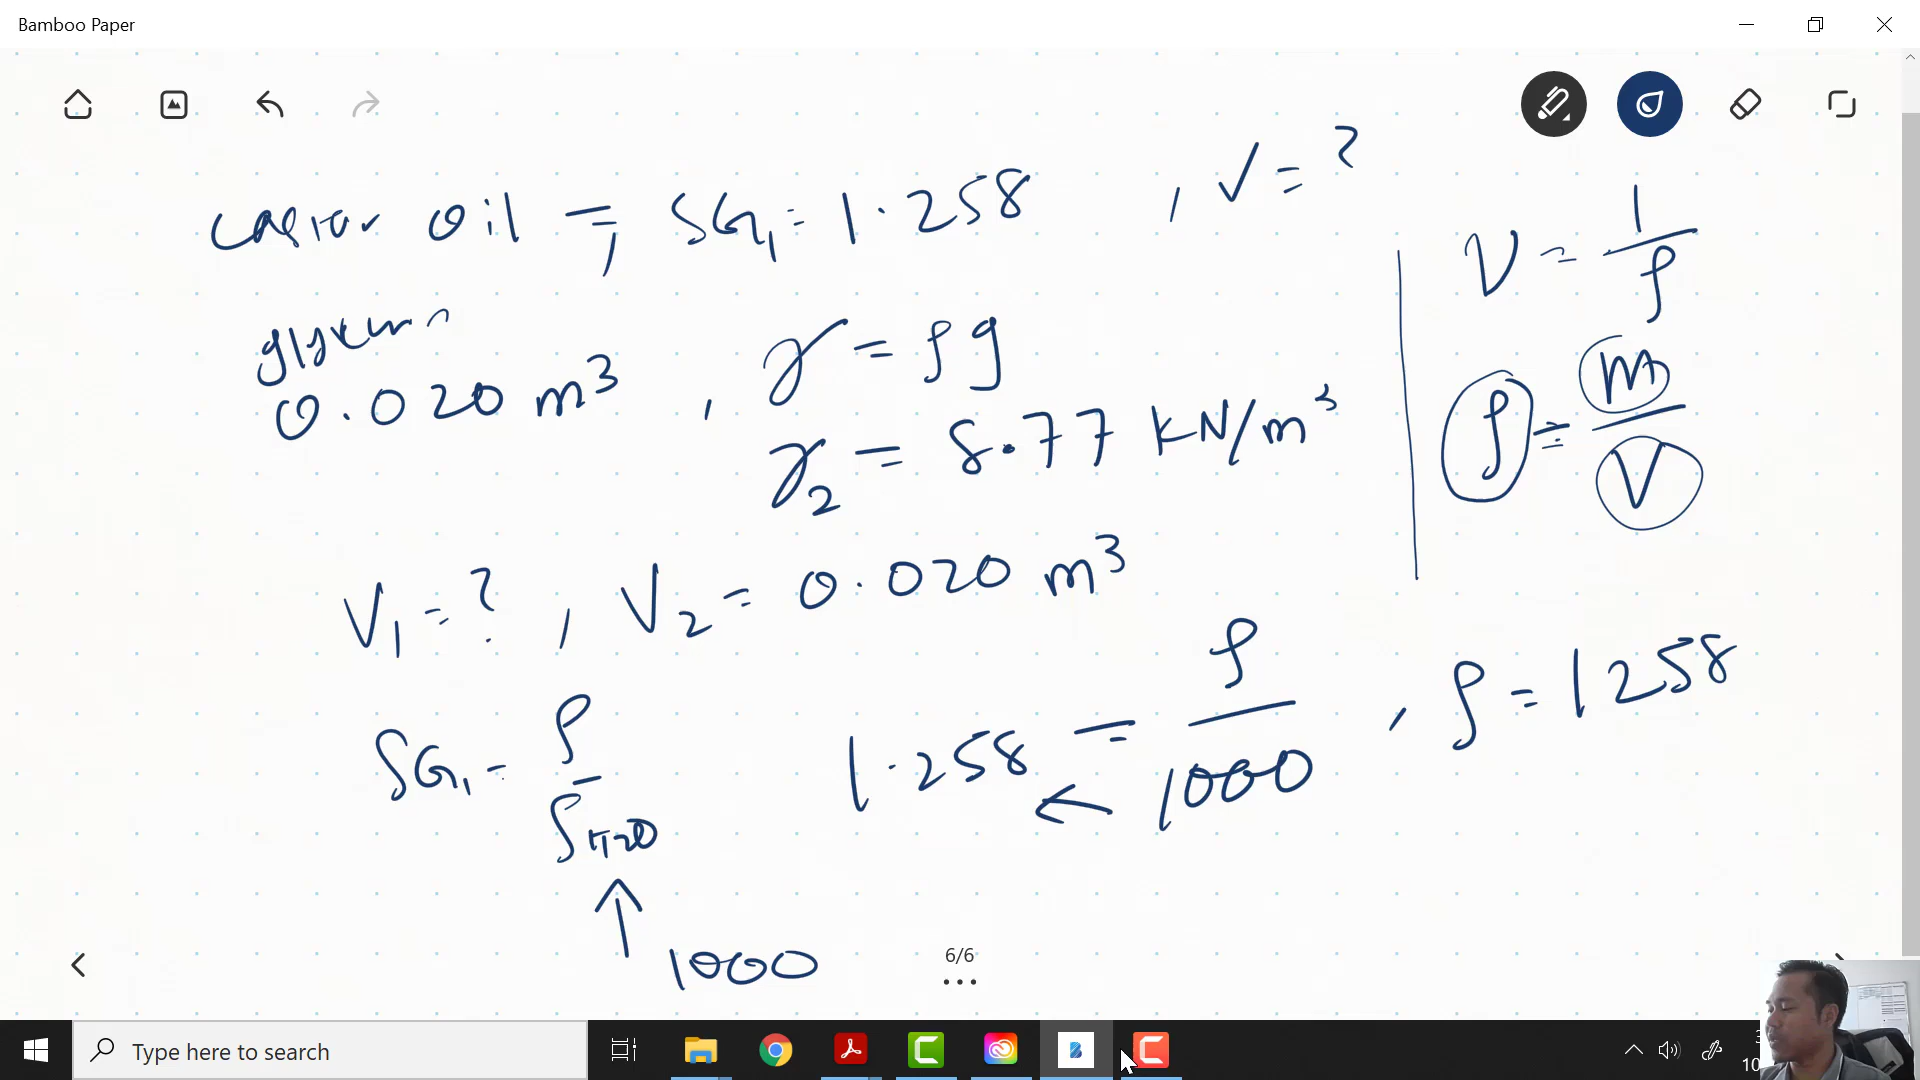 Bamboo Paper
castor oil = , SG₁ = 1.258 , V = ?
ν = 1/ρ
0.020 m³ , γ = ρg
ρ = m/V
γ₂ = 8.77 kN/m³
V₁ = ? , V₂ = 0.020 m³
SG₁ = ρ/ρH₂O
1.258 = ρ/1000 , ρ = 1258
1000
6/6
Type here to search